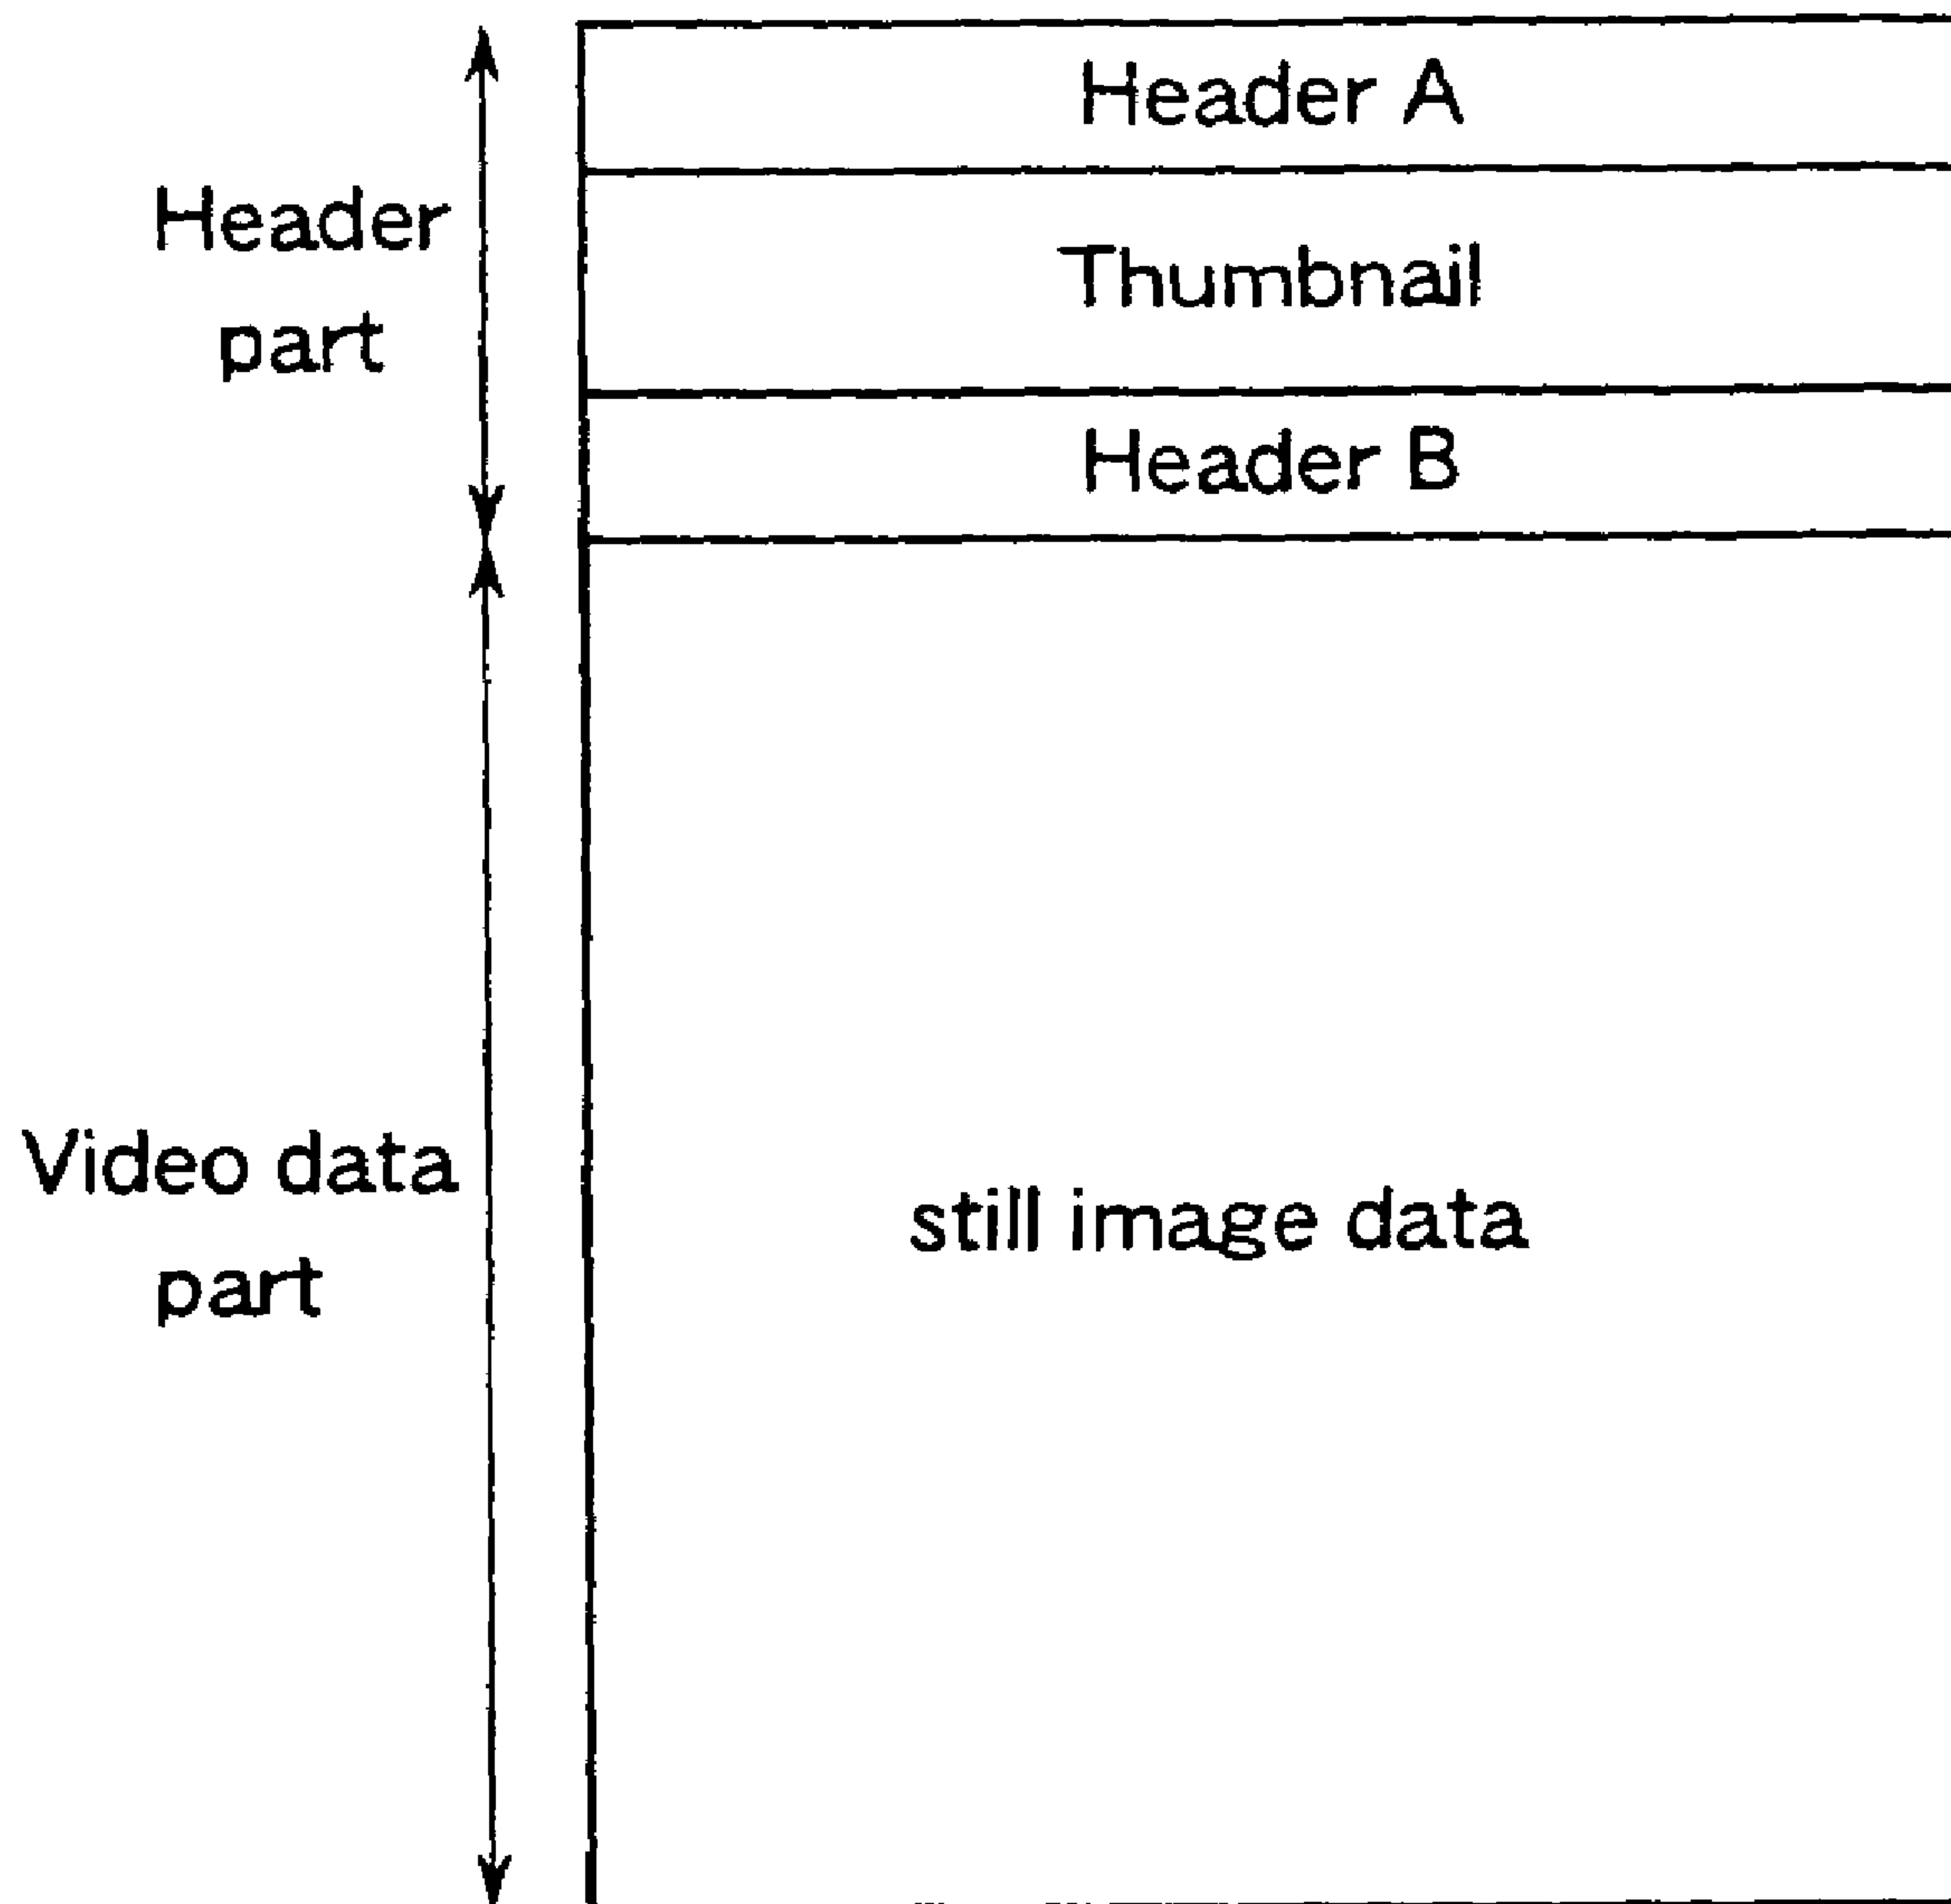 Header A
Header
part
Thumbnail
Header B
Video data
part
still image data